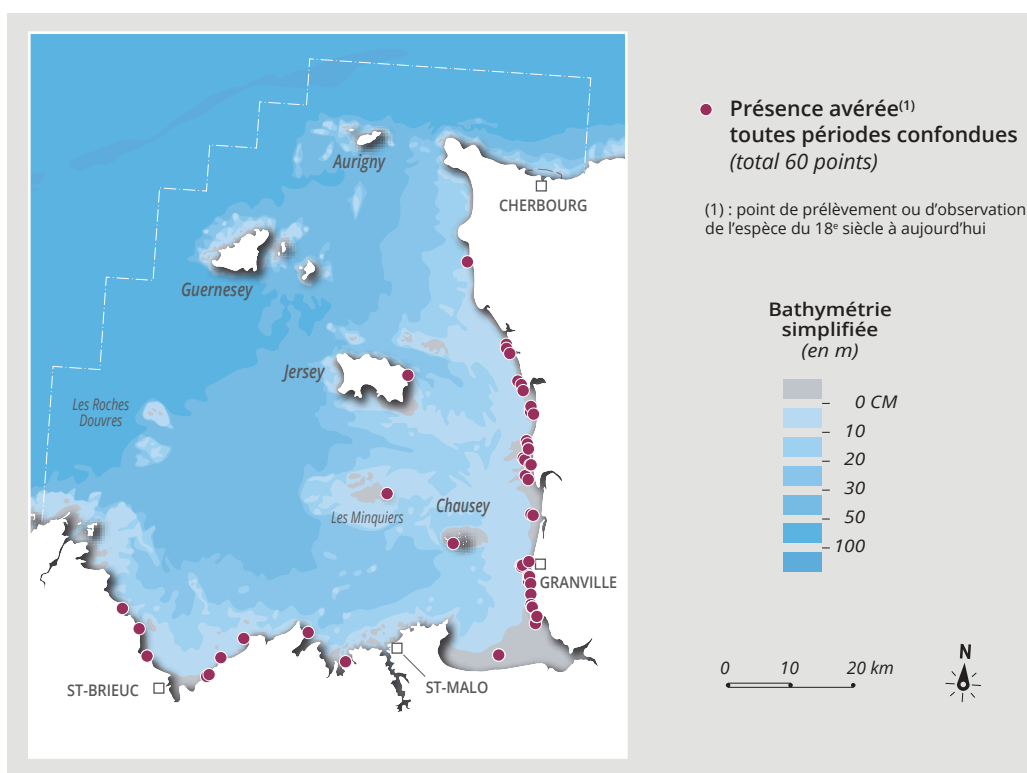 Aurigny
CHERBOURG
Guernesey
Jersey
Les Roches
Douvres
Les Minquiers
Chausey
GRANVILLE
ST-BRIEUC
ST-MALO
Présence avérée(1)
toutes périodes confondues
(total 60 points)
(1) : point de prélèvement ou d'observation
de l'espèce du 18e siècle à aujourd'hui
Bathymétrie
simplifiée
(en m)
0 CM
10
20
30
50
100
0 10 20 km
N